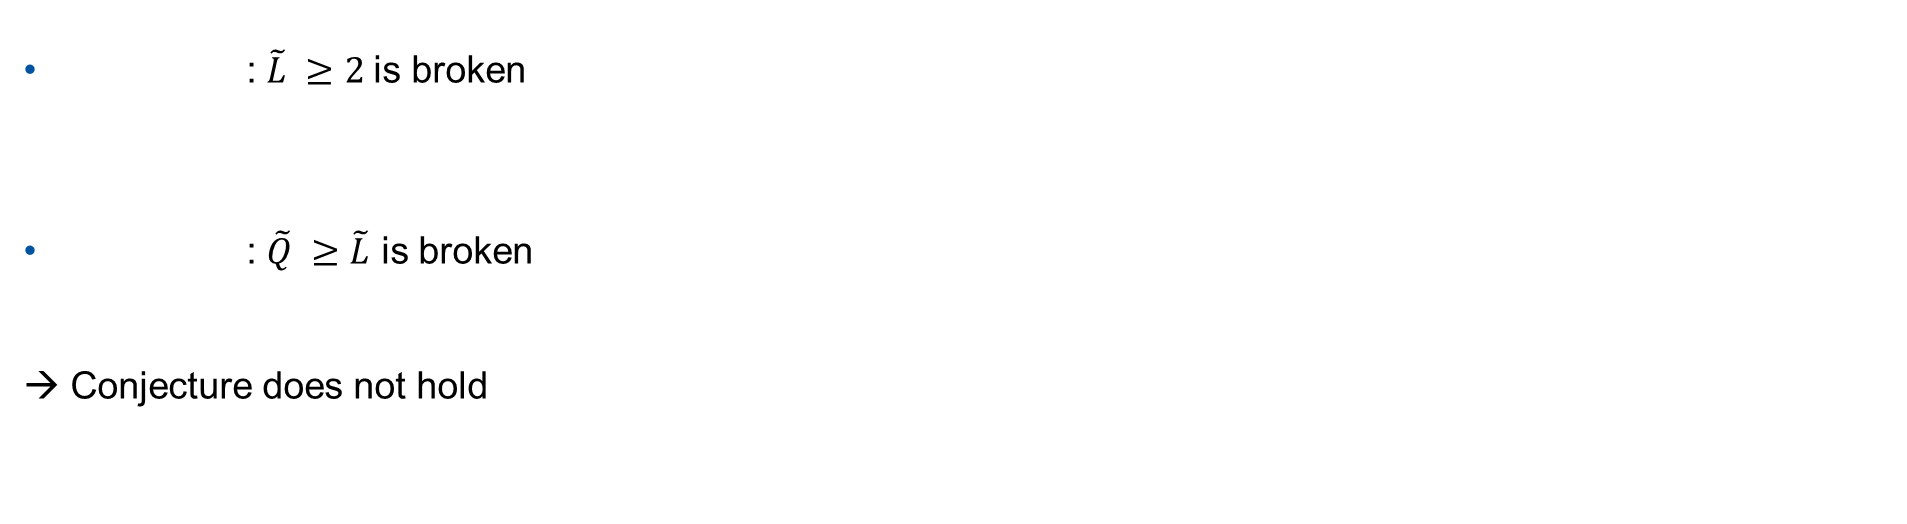 • : L̃ ≥ 2 is broken
• : Q̃ ≥ L̃ is broken
→ Conjecture does not hold